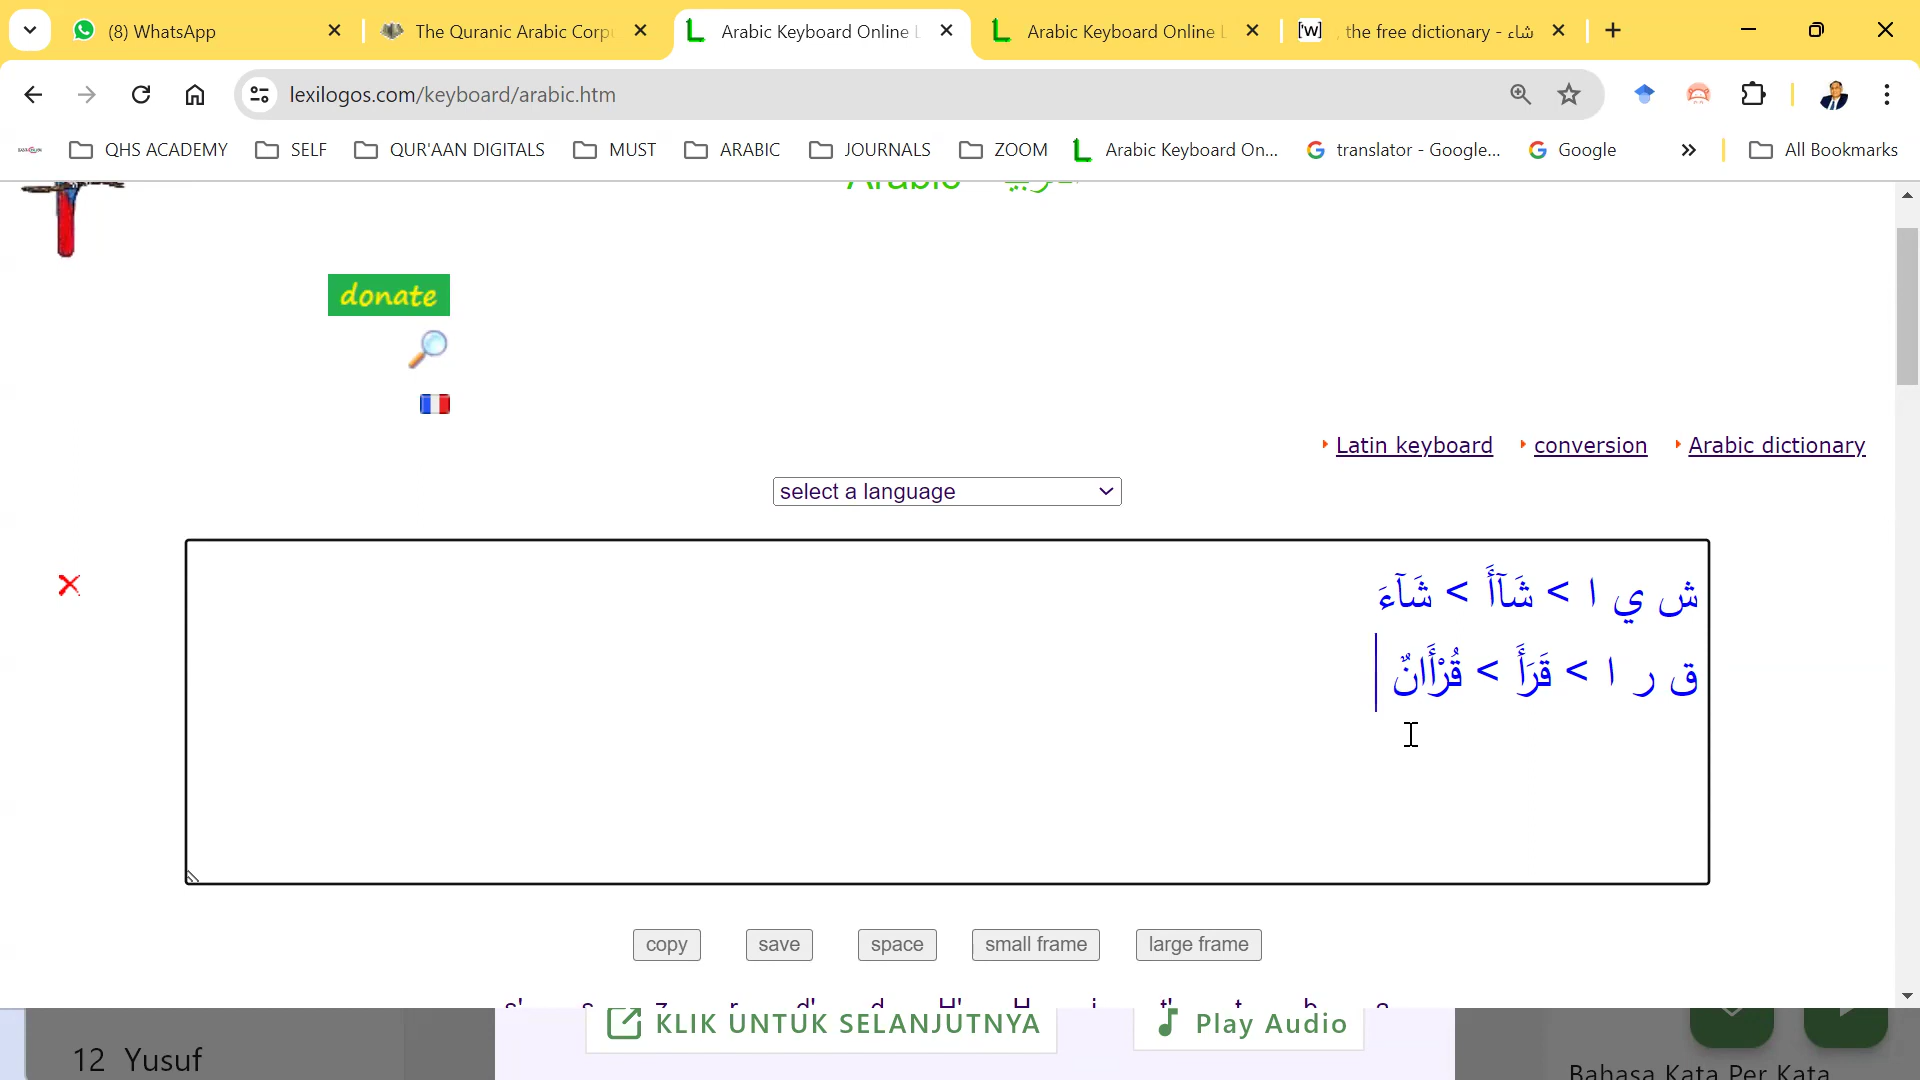 (8) WhatsApp
The Quranic Arabic Corp
Arabic Keyboard Online L
Arabic Keyboard Online L
شاء - the free dictionary ,
lexilogos.com/keyboard/arabic.htm
QHS ACADEMY
SELF
QUR'AAN DIGITALS
MUST
ARABIC
JOURNALS
ZOOM
Arabic Keyboard On...
translator - Google...
Google
All Bookmarks
donate
Latin keyboard
conversion
Arabic dictionary
select a language
ش ي ا > شَآأَ > شَآءَ
ق ر ا > قَرَأَ > قُرْأَانٌ
copy
save
space
small frame
large frame
KLIK UNTUK SELANJUTNYA
Play Audio
12 Yusuf
Bahasa Kata Per Kata